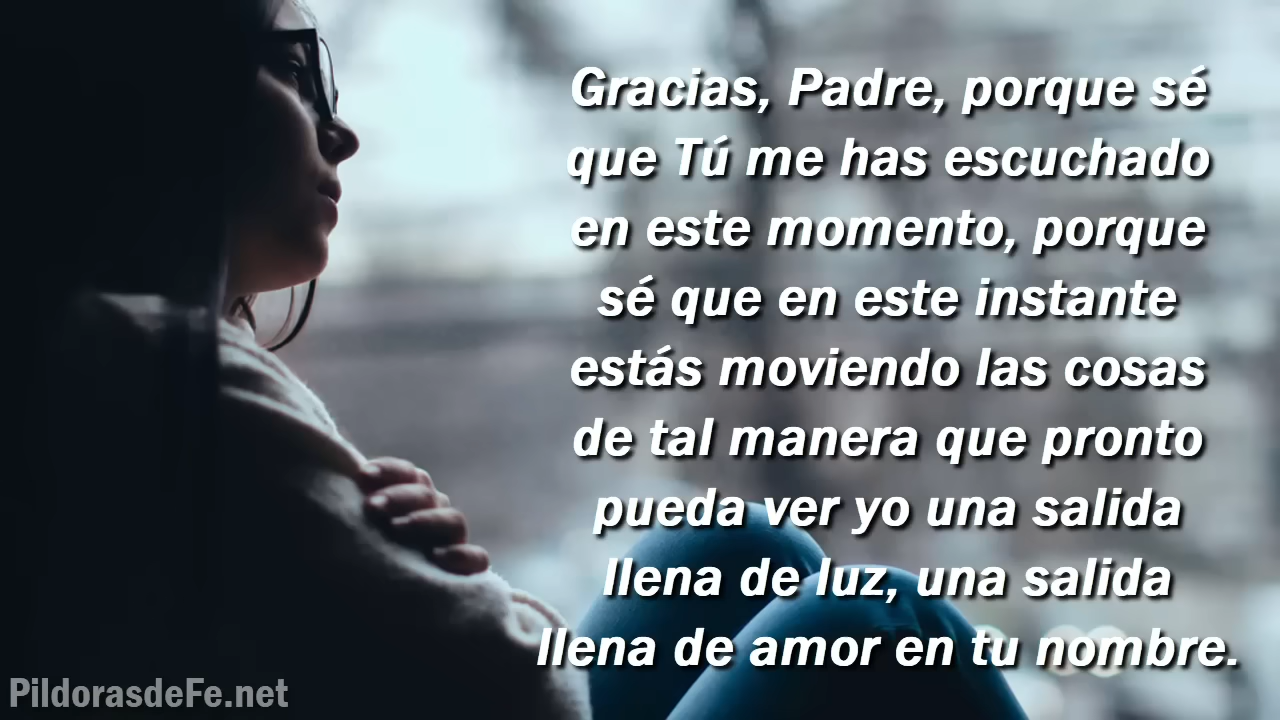 Gracias, Padre, porque sé
que Tú me has escuchado
en este momento, porque
sé que en este instante
estás moviendo las cosas
de tal manera que pronto
pueda ver yo una salida
llena de luz, una salida
llena de amor en tu nombre.
PildorasdeFe.net